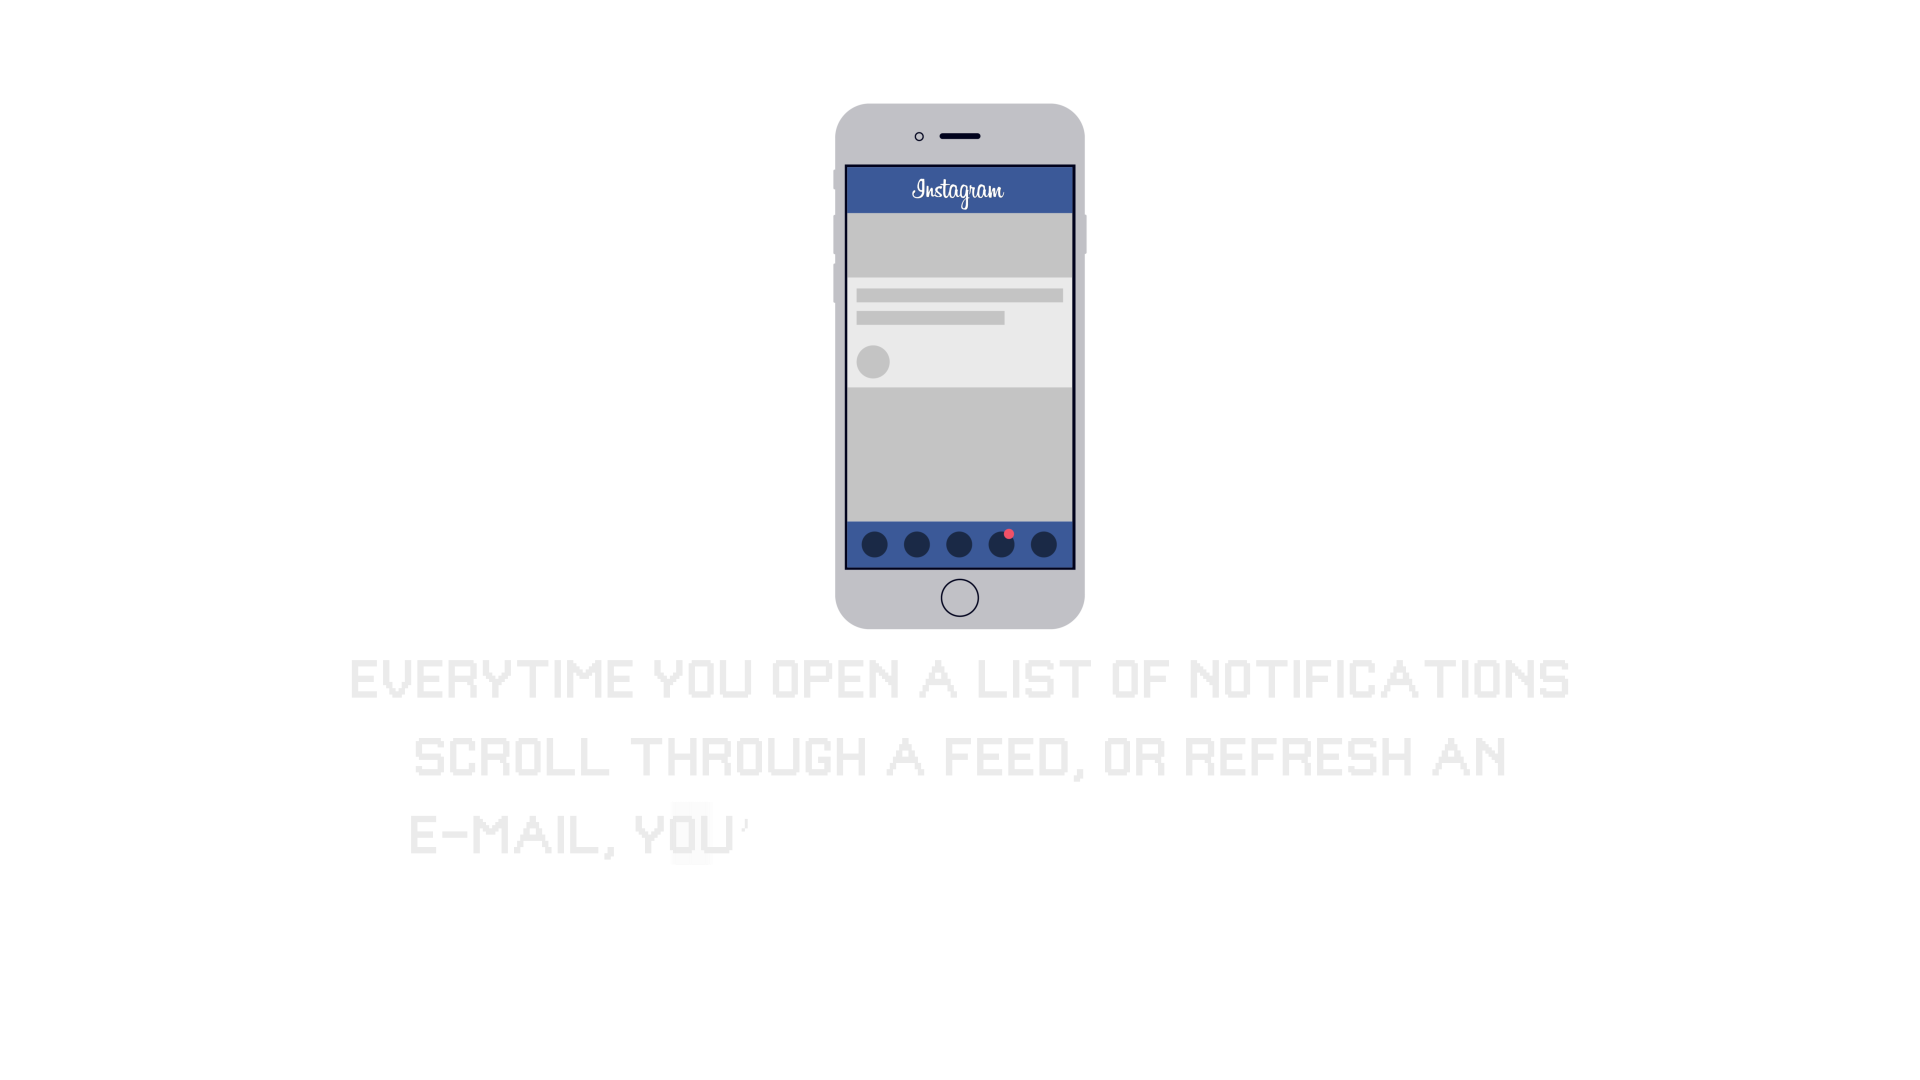 Instagram
EVERYTIME YOU OPEN A LIST OF NOTIFICATIONS
SCROLL THROUGH A FEED, OR REFRESH AN
E-MAIL, YOU'